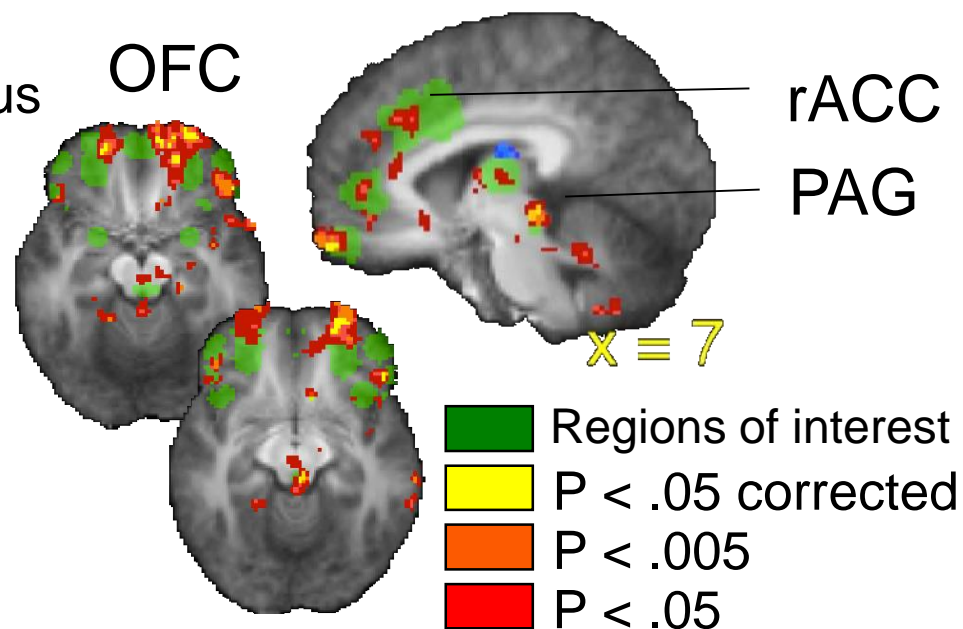 OFC
rACC
PAG
x = 7
Regions of interest
P < .05 corrected
P < .005
P < .05